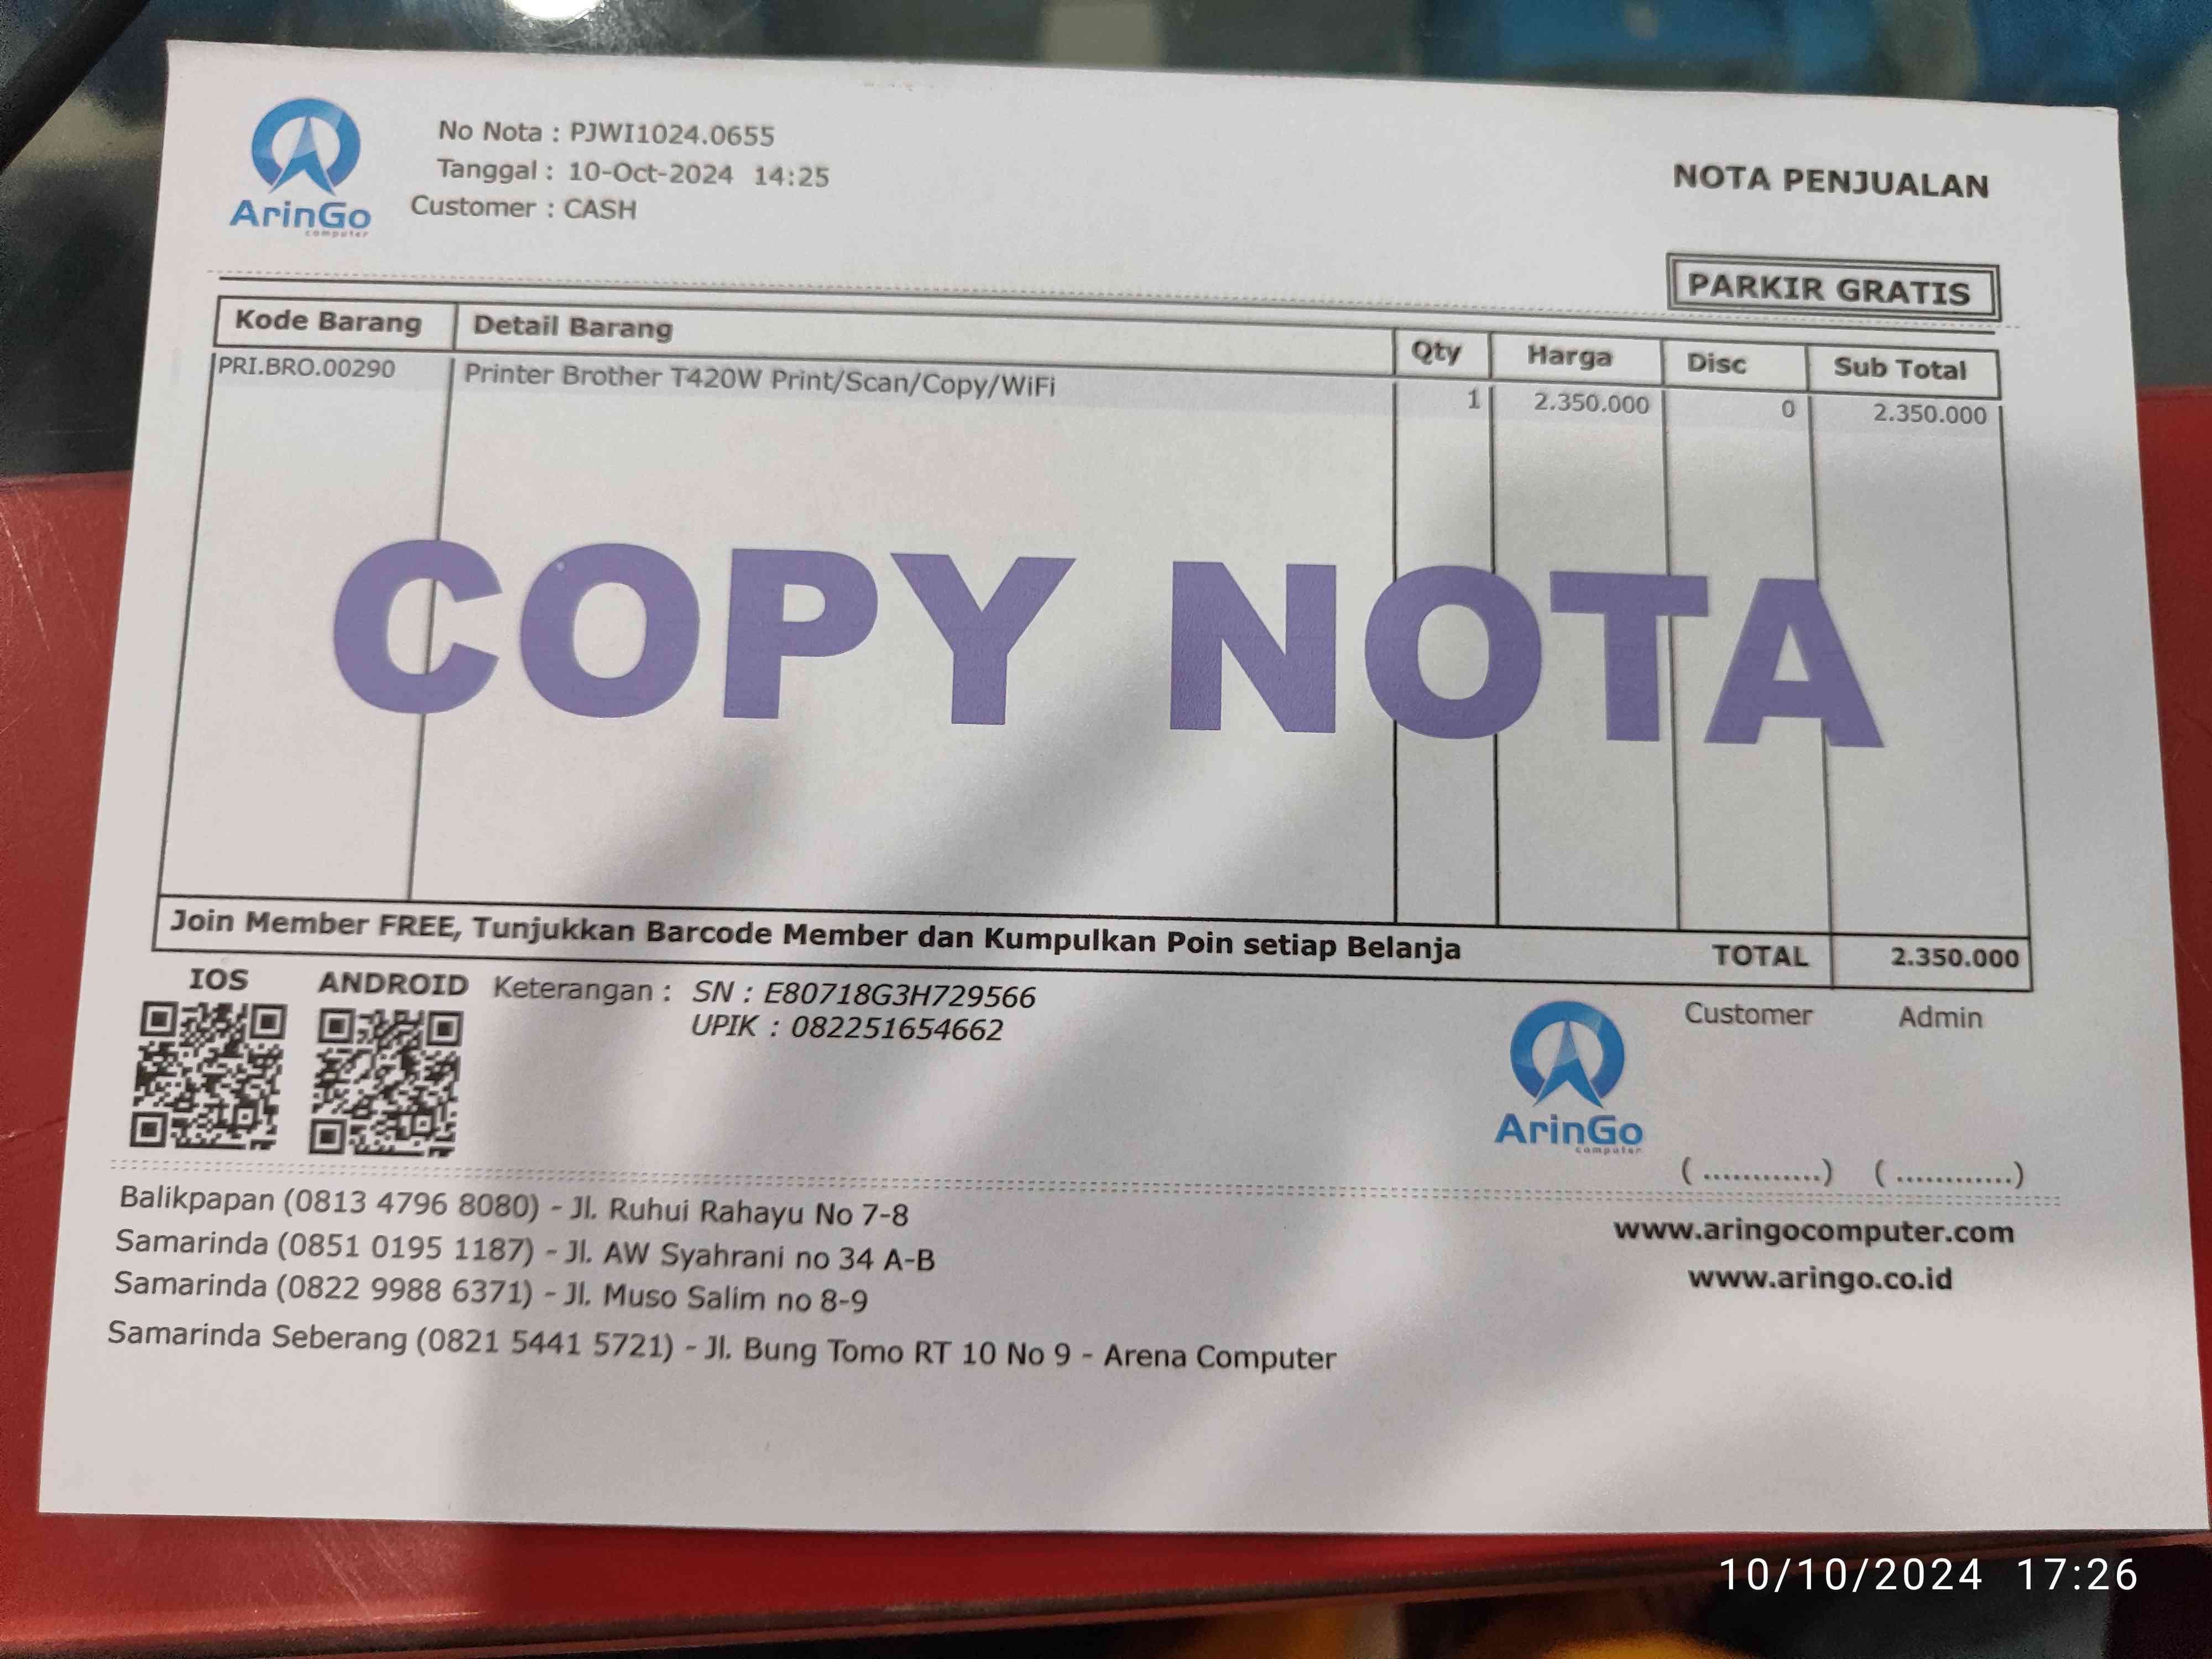 ArinGo
computer
No Nota : PJWI1024.0655
Tanggal : 10-Oct-2024 14:25
Customer : CASH
NOTA PENJUALAN
PARKIR GRATIS
Kode Barang Detail Barang Qty Harga Disc Sub Total
PRI.BRO.00290 Printer Brother T420W Print/Scan/Copy/WiFi 1 2.350.000 0 2.350.000
COPY NOTA
Join Member FREE, Tunjukkan Barcode Member dan Kumpulkan Poin setiap Belanja TOTAL 2.350.000
IOS ANDROID Keterangan : SN : E80718G3H729566
UPIK : 082251654662
Customer Admin
ArinGo
computer
( ............) ( ............)
Balikpapan (0813 4796 8080) - Jl. Ruhui Rahayu No 7-8
Samarinda (0851 0195 1187) - Jl. AW Syahrani no 34 A-B
Samarinda (0822 9988 6371) - Jl. Muso Salim no 8-9
Samarinda Seberang (0821 5441 5721) - Jl. Bung Tomo RT 10 No 9 - Arena Computer
www.aringocomputer.com
www.aringo.co.id
10/10/2024 17:26